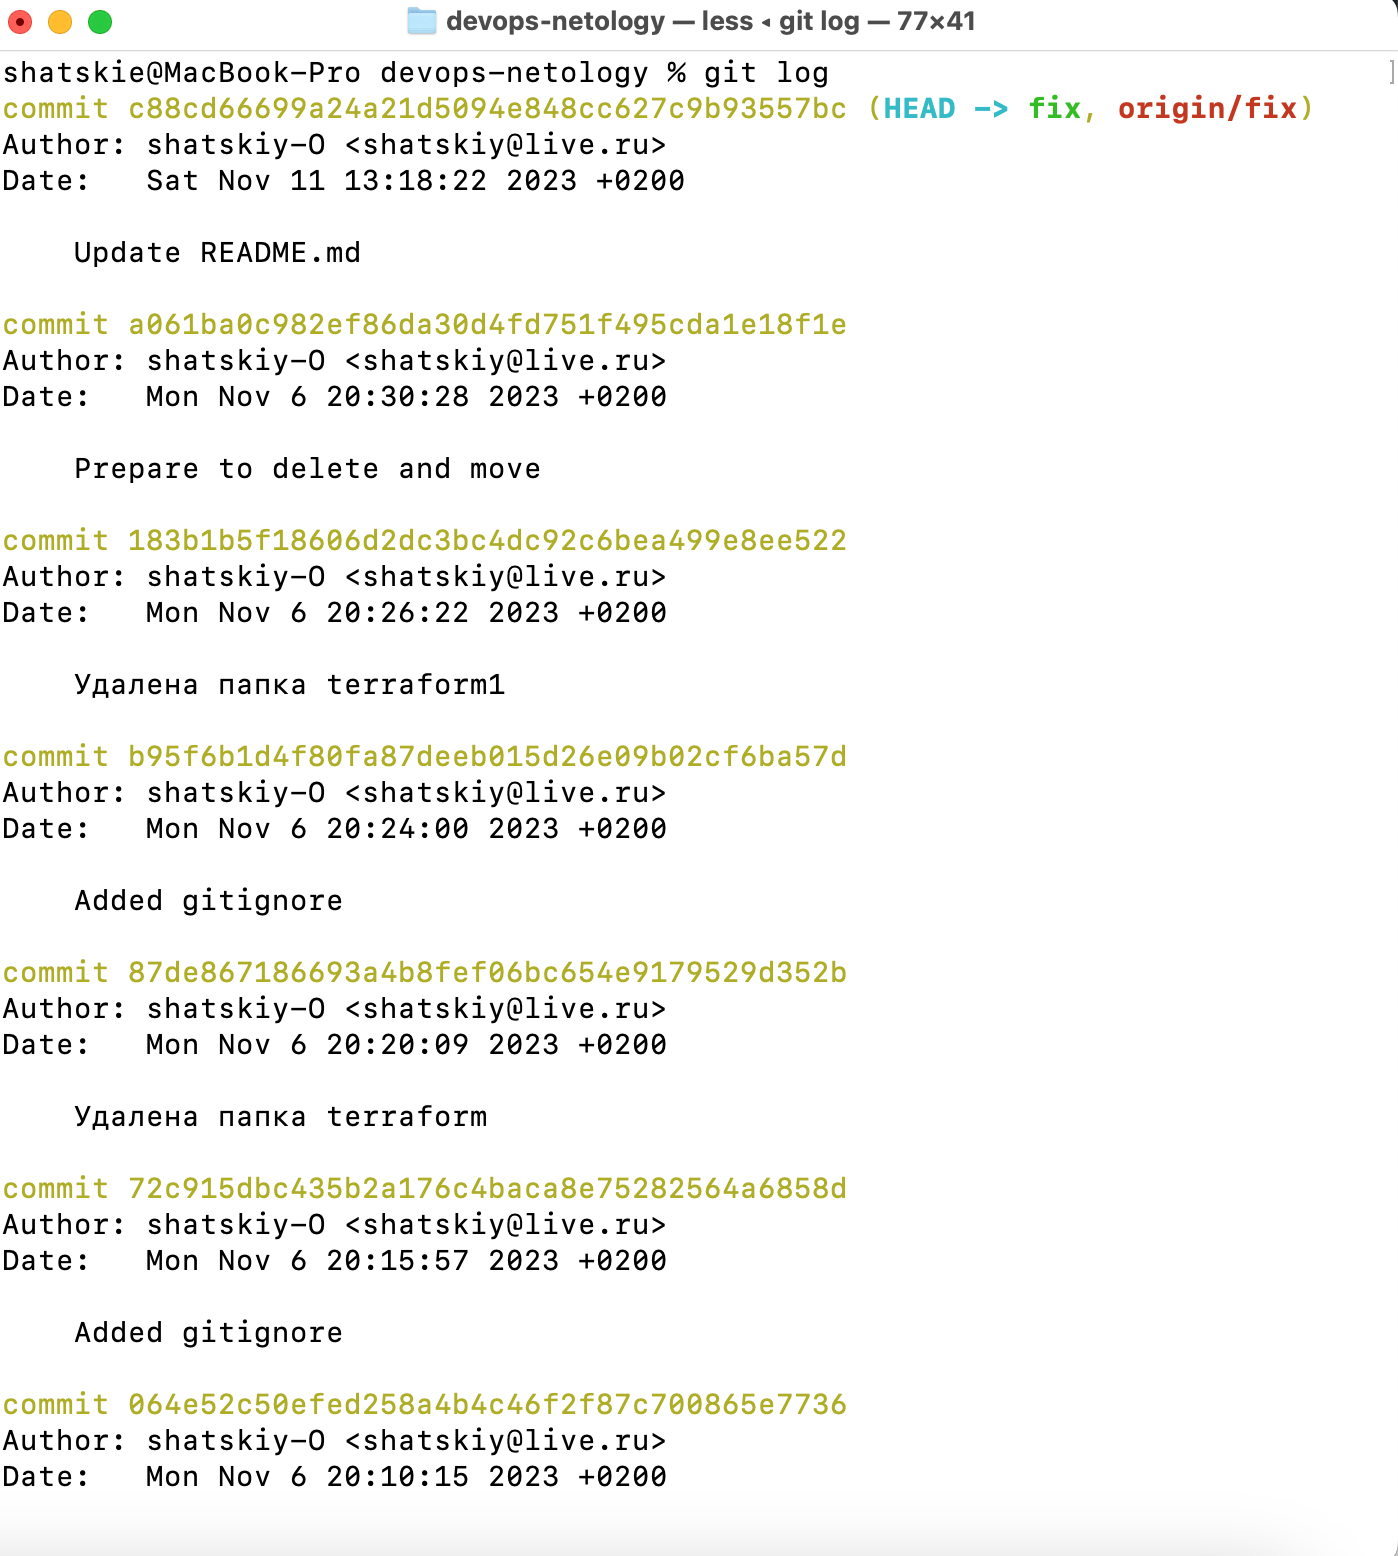 devops-netology — less ◂ git log — 77×41
shatskie@MacBook-Pro devops-netology % git log
commit c88cd66699a24a21d5094e848cc627c9b93557bc (HEAD -> fix, origin/fix)
Author: shatskiy-O <shatskiy@live.ru>
Date:   Sat Nov 11 13:18:22 2023 +0200
Update README.md
commit a061ba0c982ef86da30d4fd751f495cda1e18f1e
Author: shatskiy-O <shatskiy@live.ru>
Date:   Mon Nov 6 20:30:28 2023 +0200
Prepare to delete and move
commit 183b1b5f18606d2dc3bc4dc92c6bea499e8ee522
Author: shatskiy-O <shatskiy@live.ru>
Date:   Mon Nov 6 20:26:22 2023 +0200
Удалена папка terraform1
commit b95f6b1d4f80fa87deeb015d26e09b02cf6ba57d
Author: shatskiy-O <shatskiy@live.ru>
Date:   Mon Nov 6 20:24:00 2023 +0200
Added gitignore
commit 87de867186693a4b8fef06bc654e9179529d352b
Author: shatskiy-O <shatskiy@live.ru>
Date:   Mon Nov 6 20:20:09 2023 +0200
Удалена папка terraform
commit 72c915dbc435b2a176c4baca8e75282564a6858d
Author: shatskiy-O <shatskiy@live.ru>
Date:   Mon Nov 6 20:15:57 2023 +0200
Added gitignore
commit 064e52c50efed258a4b4c46f2f87c700865e7736
Author: shatskiy-O <shatskiy@live.ru>
Date:   Mon Nov 6 20:10:15 2023 +0200